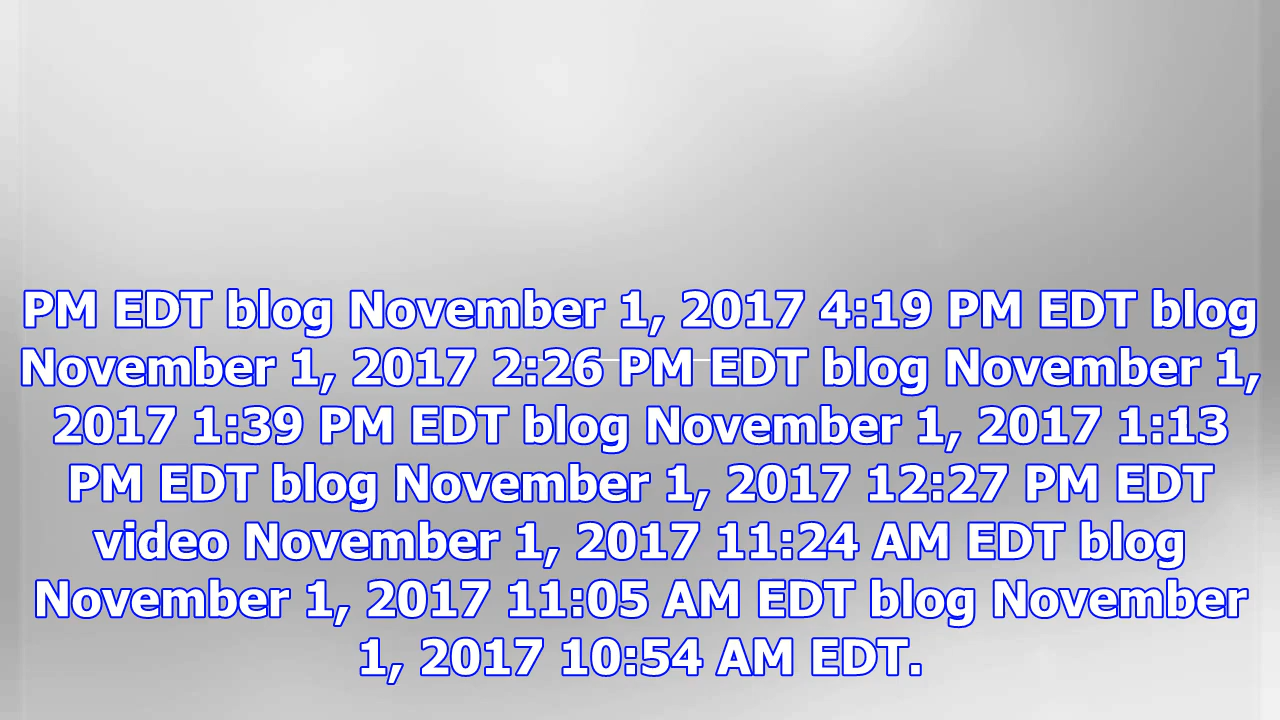 PM EDT blog November 1, 2017 4:19 PM EDT blog
November 1, 2017 2:26 PM EDT blog November 1,
2017 1:39 PM EDT blog November 1, 2017 1:13
PM EDT blog November 1, 2017 12:27 PM EDT
video November 1, 2017 11:24 AM EDT blog
November 1, 2017 11:05 AM EDT blog November
1, 2017 10:54 AM EDT.